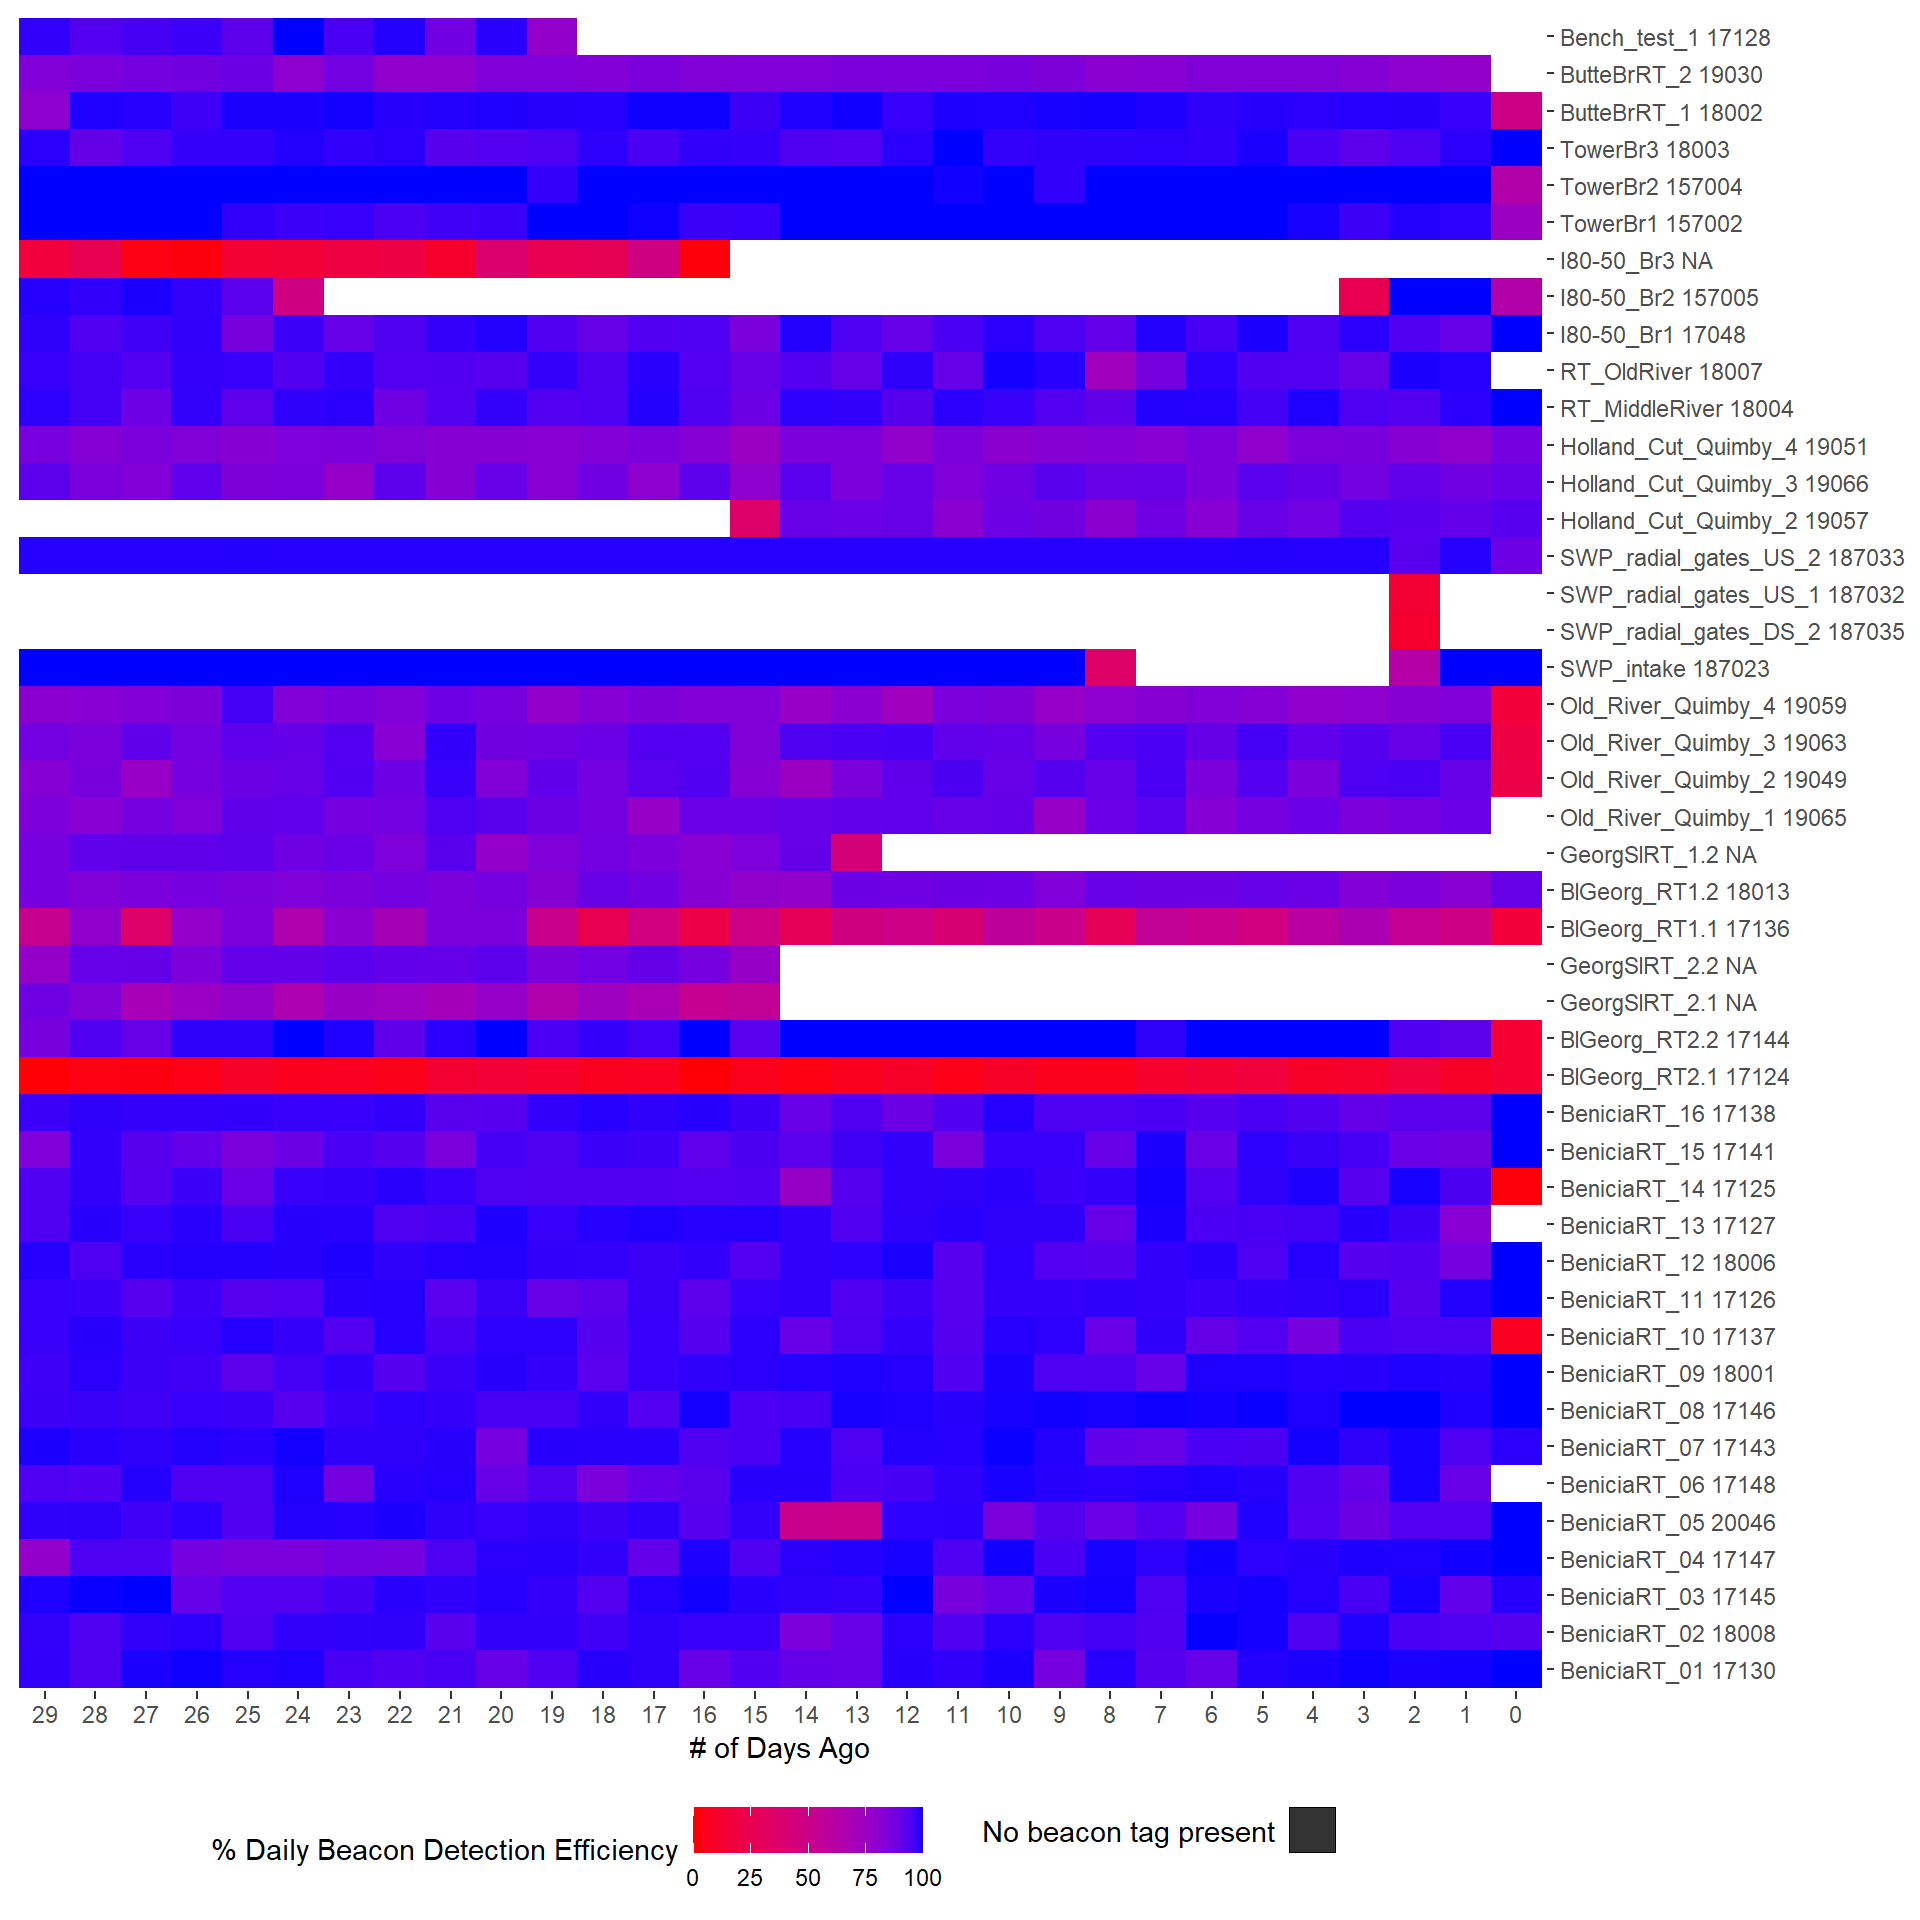 Bench_test_1 17128
ButteBrRT_2 19030
ButteBrRT_1 18002
TowerBr3 18003
TowerBr2 157004
TowerBr1 157002
I80-50_Br3 NA
I80-50_Br2 157005
I80-50_Br1 17048
RT_OldRiver 18007
RT_MiddleRiver 18004
Holland_Cut_Quimby_4 19051
Holland_Cut_Quimby_3 19066
Holland_Cut_Quimby_2 19057
SWP_radial_gates_US_2 187033
SWP_radial_gates_US_1 187032
SWP_radial_gates_DS_2 187035
SWP_intake 187023
Old_River_Quimby_4 19059
Old_River_Quimby_3 19063
Old_River_Quimby_2 19049
Old_River_Quimby_1 19065
GeorgSlRT_1.2 NA
BlGeorg_RT1.2 18013
BlGeorg_RT1.1 17136
GeorgSlRT_2.2 NA
GeorgSlRT_2.1 NA
BlGeorg_RT2.2 17144
BlGeorg_RT2.1 17124
BeniciaRT_16 17138
BeniciaRT_15 17141
BeniciaRT_14 17125
BeniciaRT_13 17127
BeniciaRT_12 18006
BeniciaRT_11 17126
BeniciaRT_10 17137
BeniciaRT_09 18001
BeniciaRT_08 17146
BeniciaRT_07 17143
BeniciaRT_06 17148
BeniciaRT_05 20046
BeniciaRT_04 17147
BeniciaRT_03 17145
BeniciaRT_02 18008
BeniciaRT_01 17130
29 28 27 26 25 24 23 22 21 20 19 18 17 16 15 14 13 12 11 10 9 8 7 6 5 4 3 2 1 0
# of Days Ago
% Daily Beacon Detection Efficiency
0 25 50 75 100
No beacon tag present